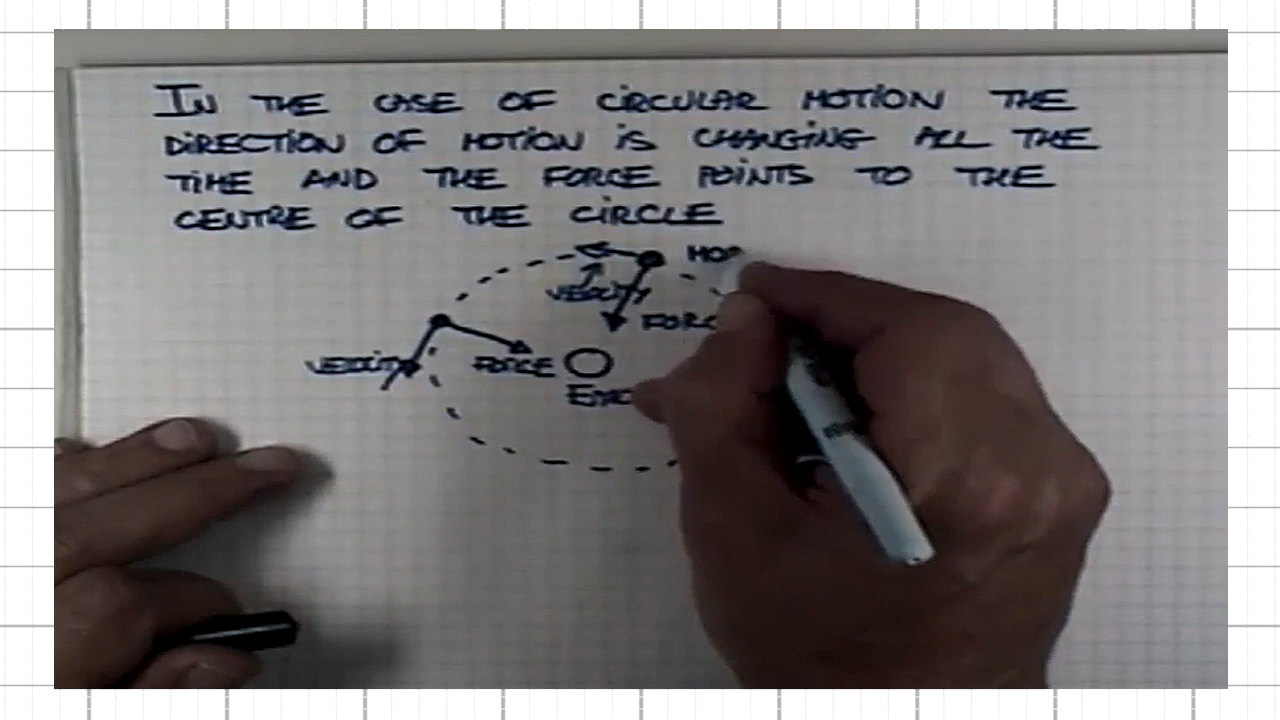 IN THE CASE OF CIRCULAR MOTION THE
DIRECTION OF MOTION IS CHANGING ALL THE
TIME AND THE FORCE POINTS TO THE
CENTRE OF THE CIRCLE
VELOCITY
FORCE
VELOCITY